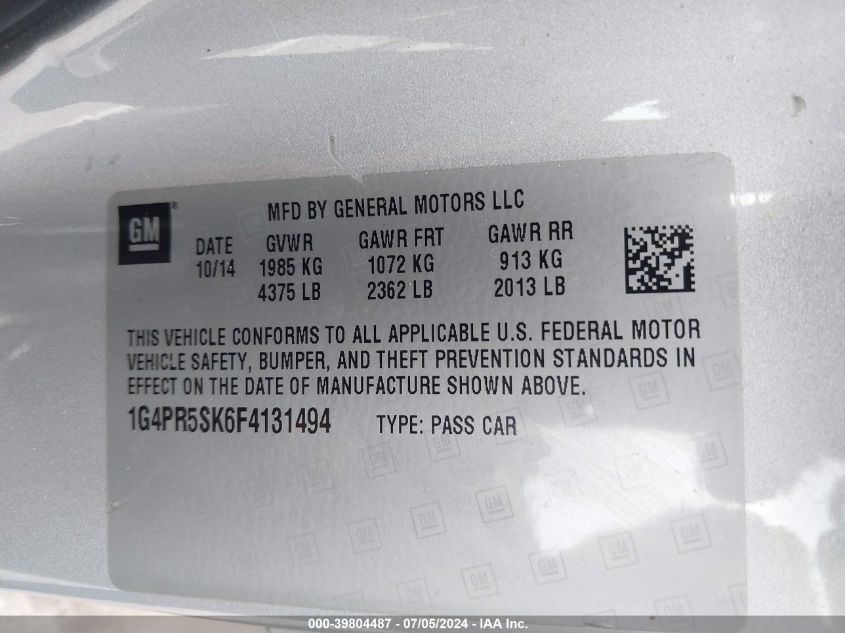 GM
®
MFD BY GENERAL MOTORS LLC
DATE GVWR GAWR FRT GAWR RR
10/14 1985 KG 1072 KG 913 KG
4375 LB 2362 LB 2013 LB
THIS VEHICLE CONFORMS TO ALL APPLICABLE U.S. FEDERAL MOTOR
VEHICLE SAFETY, BUMPER, AND THEFT PREVENTION STANDARDS IN
EFFECT ON THE DATE OF MANUFACTURE SHOWN ABOVE.
1G4PR5SK6F4131494 TYPE: PASS CAR
000-39804487 - 07/05/2024 - IAA Inc.